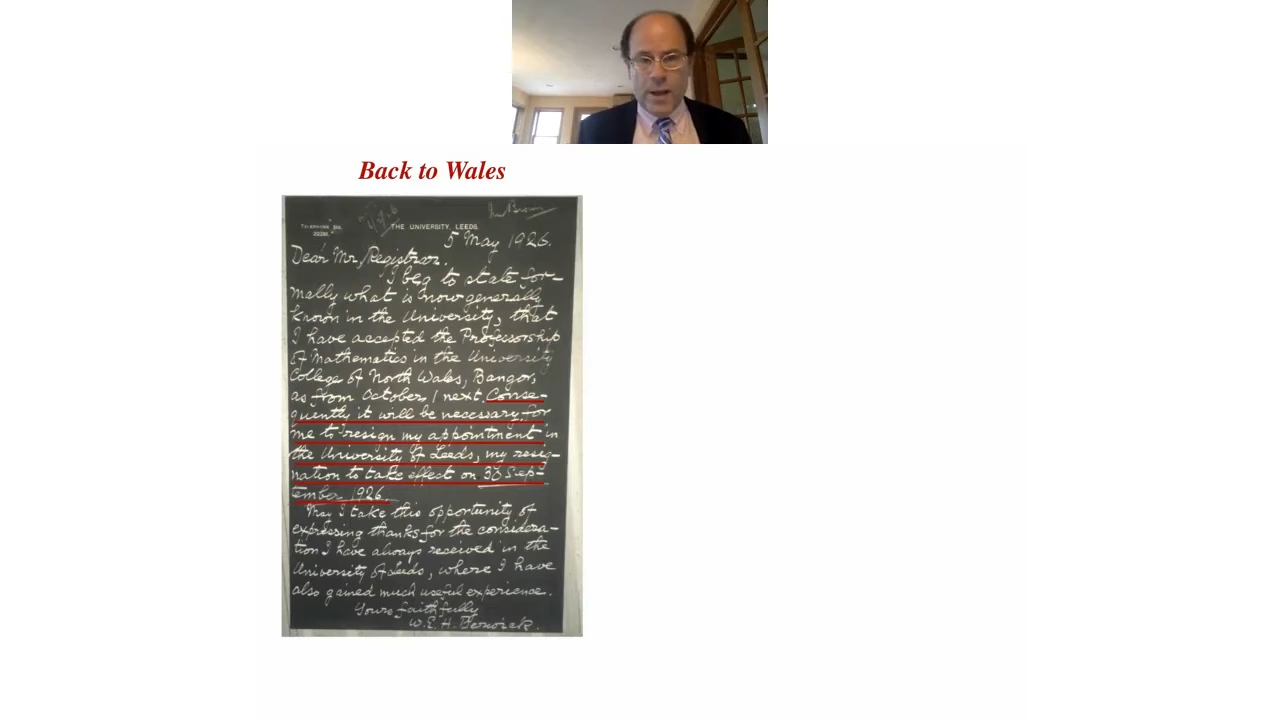 Back to Wales
TELEPHONE No.
THE UNIVERSITY, LEEDS.
5 May 1926.
Dear Mr. Registrar.
I beg to state for-
mally what is now generally
known in the University, that
I have accepted the Professorship
of Mathematics in the University
College of North Wales, Bangor,
as from October 1 next. Conse-
quently it will be necessary for
me to resign my appointment in
the University of Leeds, my resig-
nation to take effect on 30 Sep-
tember 1926.
May I take this opportunity of
expressing thanks for the considera-
tion I have always received in the
University of Leeds, where I have
also gained much useful experience.
Yours faithfully
W.E.H. Berwick.